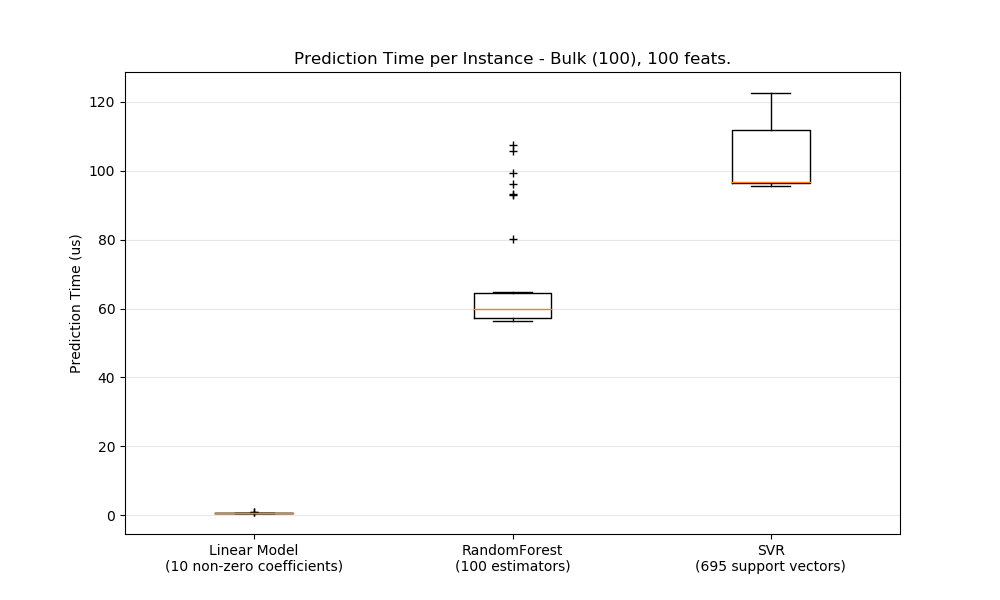 Prediction Time per Instance - Bulk (100), 100 feats.
Prediction Time (us)
120
100
80
60
40
20
0
Linear Model
(10 non-zero coefficients)
RandomForest
(100 estimators)
SVR
(695 support vectors)